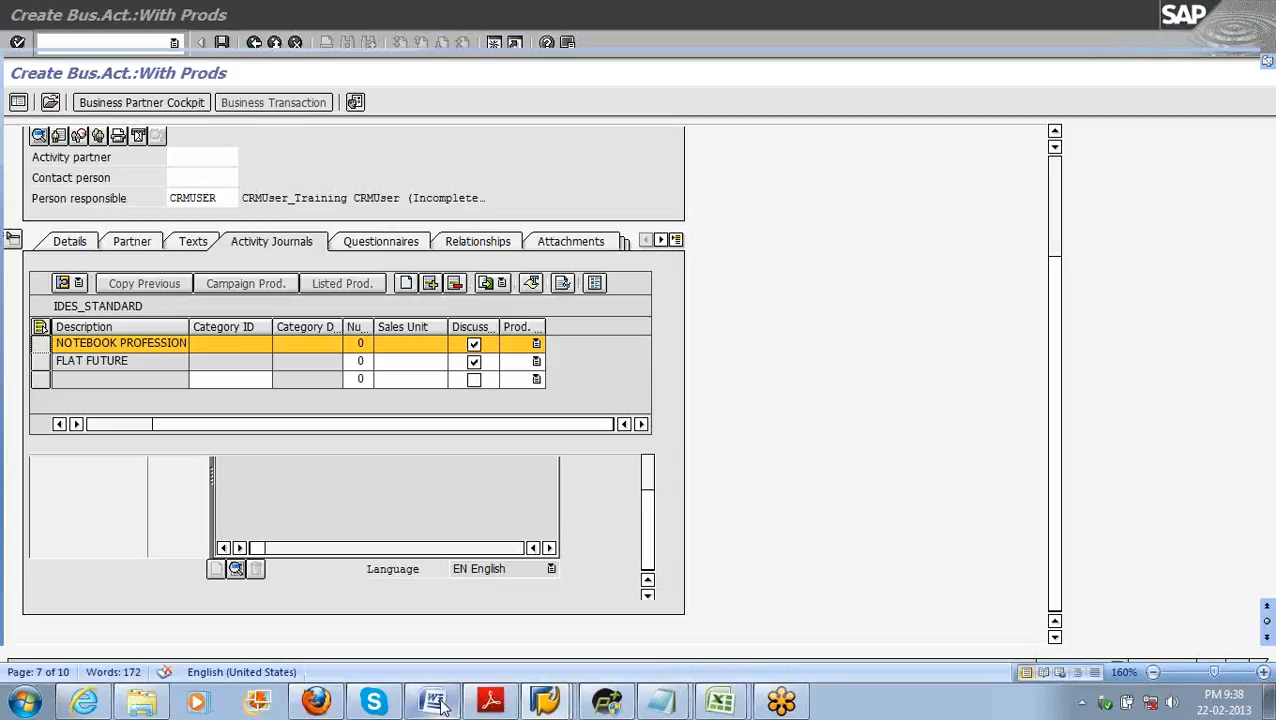 Create Bus.Act.:With Prods
SAP
Create Bus.Act.:With Prods
Business Partner Cockpit Business Transaction
Activity partner
Contact person
Person responsible CRMUSER CRMUser_Training CRMUser (Incomplete…
Details Partner Texts Activity Journals Questionnaires Relationships Attachments
Copy Previous Campaign Prod. Listed Prod.
IDES_STANDARD
Description Category ID Category D.. Nu... Sales Unit Discuss... Prod. ...
NOTEBOOK PROFESSION 0
FLAT FUTURE 0
0
Language EN English
Page: 7 of 10 Words: 172 English (United States) 160%
PM 9:38
22-02-2013